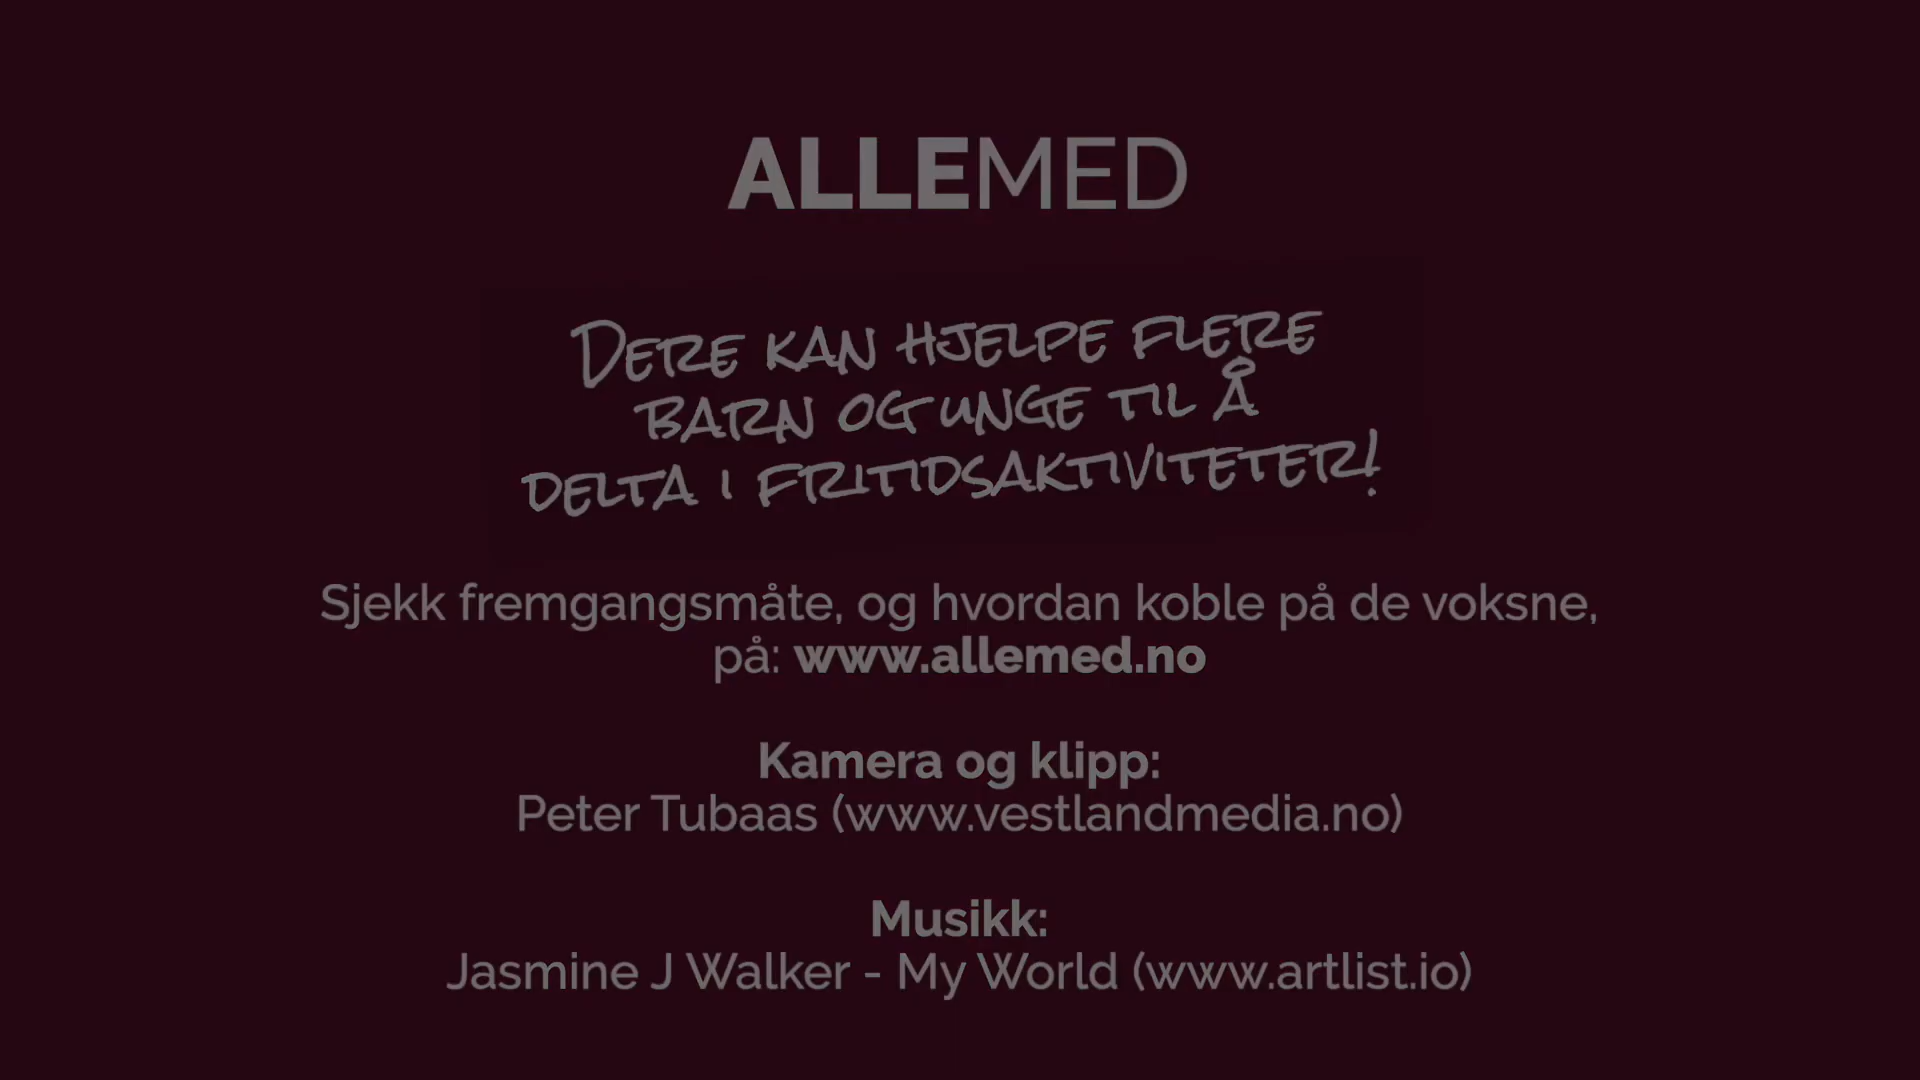 ALLEMED
DERE KAN HJELPE FLERE
BARN OG UNGE TIL Å
DELTA I FRITIDSAKTIVITETER!
Sjekk fremgangsmåte, og hvordan koble på de voksne,
på: www.allemed.no
Kamera og klipp:
Peter Tubaas (www.vestlandmedia.no)
Musikk:
Jasmine J Walker - My World (www.artlist.io)